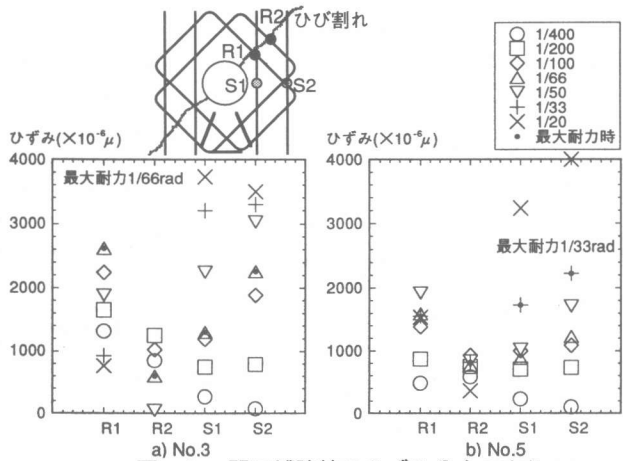 R2
ひび割れ
R1
S1
S2
1/400
1/200
1/100
1/66
1/50
1/33
1/20
最大耐力時
ひずみ(×10⁻⁶μ)
ひずみ(×10⁻⁶μ)
4000
3000
2000
1000
0
最大耐力1/66rad
R1 R2 S1 S2
a) No.3
4000
3000
2000
1000
0
最大耐力1/33rad
R1 R2 S1 S2
b) No.5